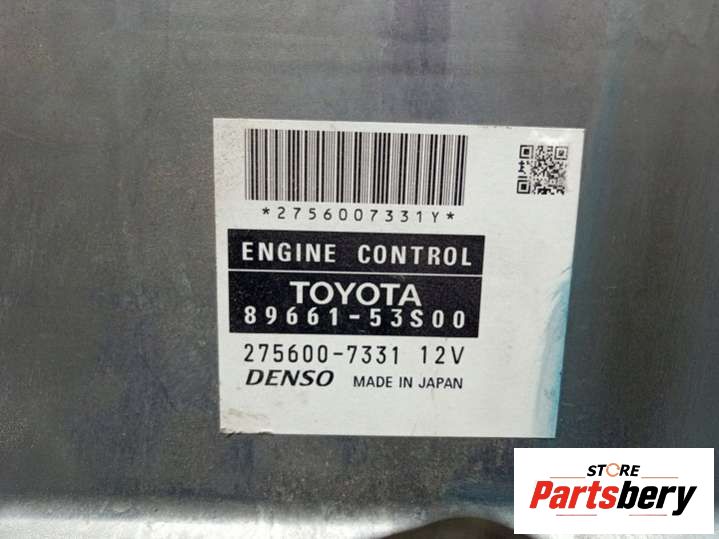 *2756007331Y*
ENGINE CONTROL
TOYOTA
89661-53S00
275600-7331 12V
DENSO MADE IN JAPAN
STORE
Partsbery